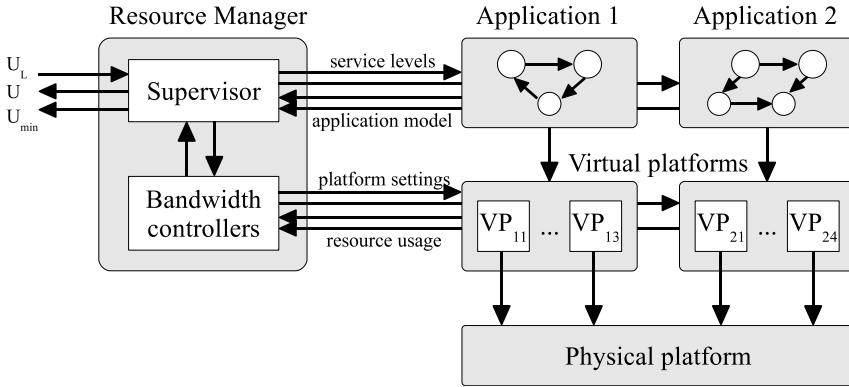 Resource Manager
Application 1
Application 2
U_L
U
U_min
Supervisor
service levels
application model
Virtual platforms
Bandwidth
controllers
platform settings
resource usage
VP_11 ... VP_13
VP_21 ... VP_24
Physical platform